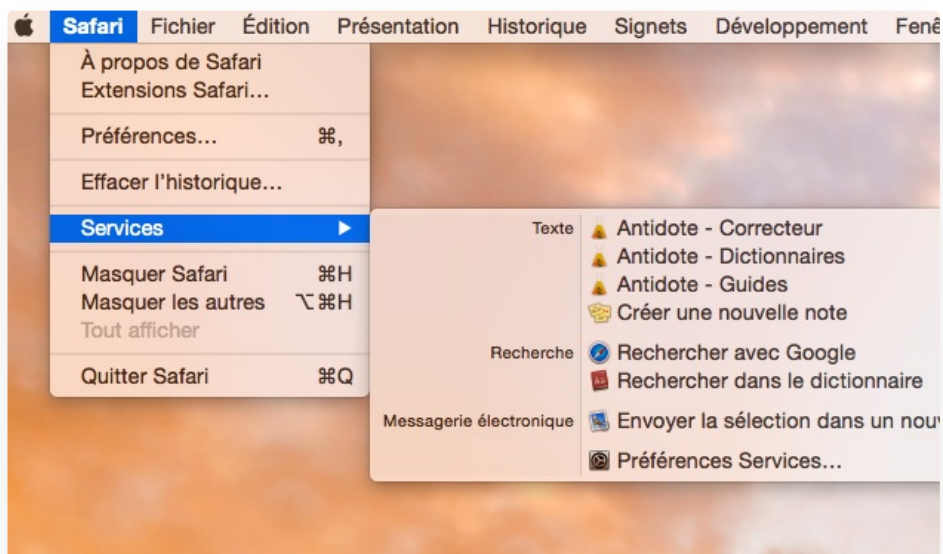 Safari Fichier Édition Présentation Historique Signets Développement Fenê
À propos de Safari
Extensions Safari…
Préférences… ⌘,
Effacer l’historique…
Services ▶
Masquer Safari ⌘H
Masquer les autres ⌥⌘H
Tout afficher
Quitter Safari ⌘Q
Texte Antidote - Correcteur
Antidote - Dictionnaires
Antidote - Guides
Créer une nouvelle note
Recherche Rechercher avec Google
Rechercher dans le dictionnaire
Messagerie électronique Envoyer la sélection dans un nouv
Préférences Services…